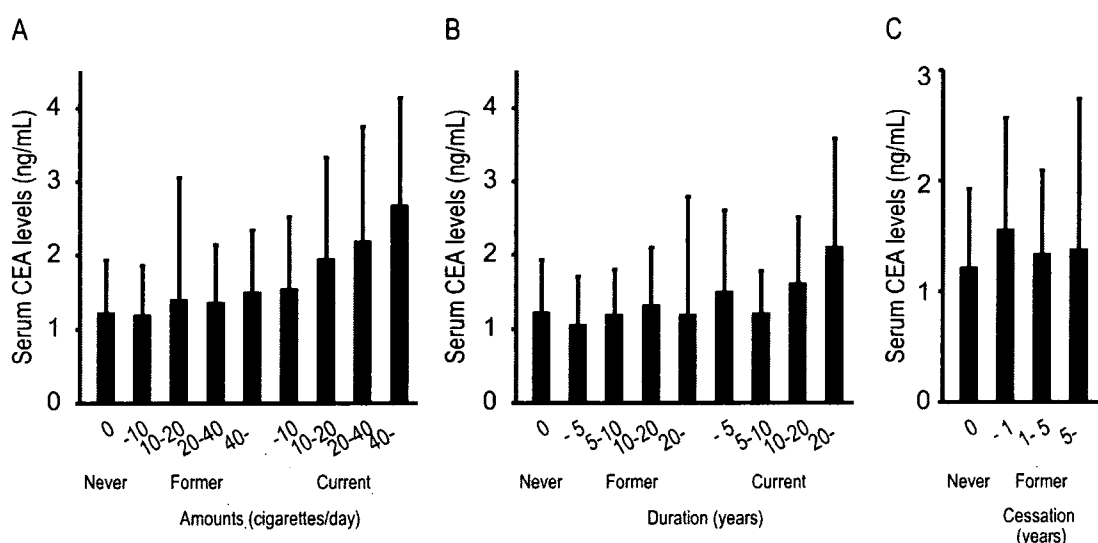 A
Serum CEA levels (ng/mL)
4
3
2
1
0
0 -10 10-20 20-40 40- -10 10-20 20-40 40-
Never Former Current
Amounts (cigarettes/day)
B
Serum CEA levels (ng/mL)
4
3
2
1
0
0 -5 5-10 10-20 20- -5 5-10 10-20 20-
Never Former Current
Duration (years)
C
Serum CEA levels (ng/mL)
3
2
1
0
0 -1 1-5 5-
Never Former
Cessation
(years)